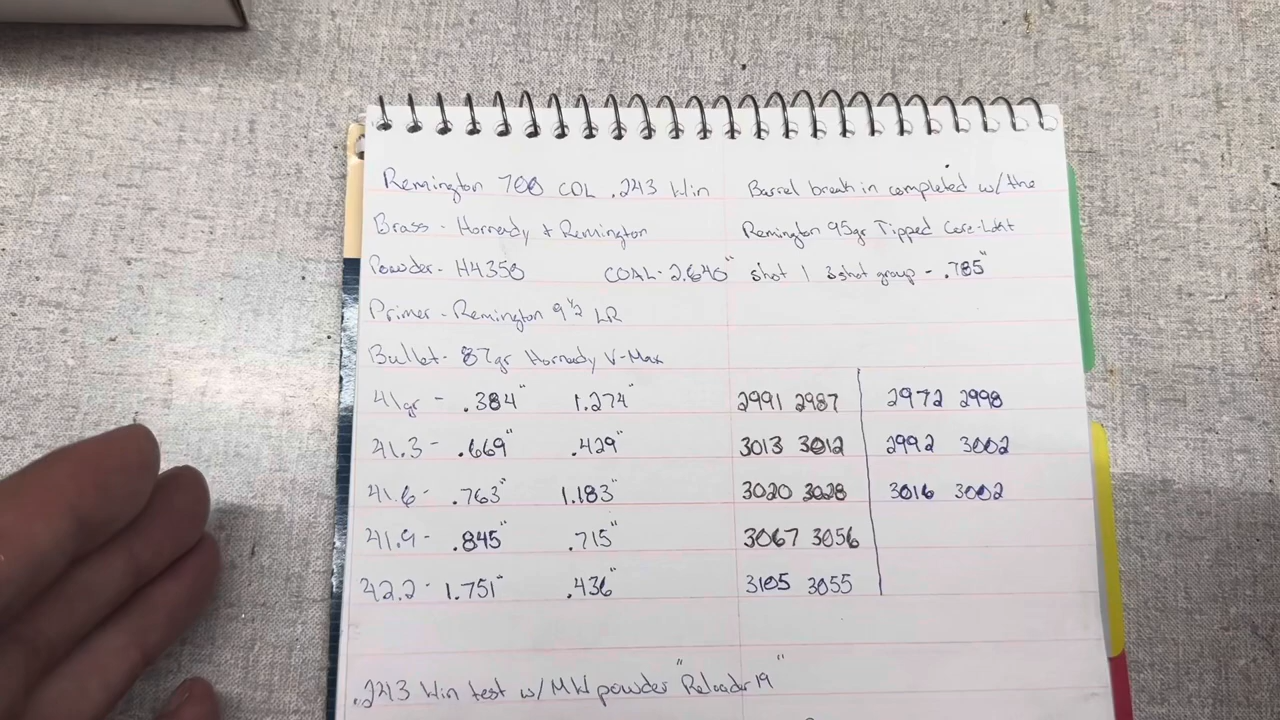 Remington 700 CDL .243 Win Barrel break in completed w/the
Brass - Hornady + Remington Remington 95gr Tipped Core-Lokt
Powder - H4350 COAL - 2.640" shot 1 3 shot group - .785"
Primer - Remington 9 1/2 LR
Bullet - 87gr Hornady V-Max
41gr - .384" 1.274" 2991 2987 2972 2998
41.3 - .669" .429" 3013 3012 2992 3002
41.6 - .763" 1.183" 3020 3028 3016 3002
41.9 - .845" .715" 3067 3056
42.2 - 1.751" .436" 3105 3055
.243 Win test w/ MW powder "Reloader 19"